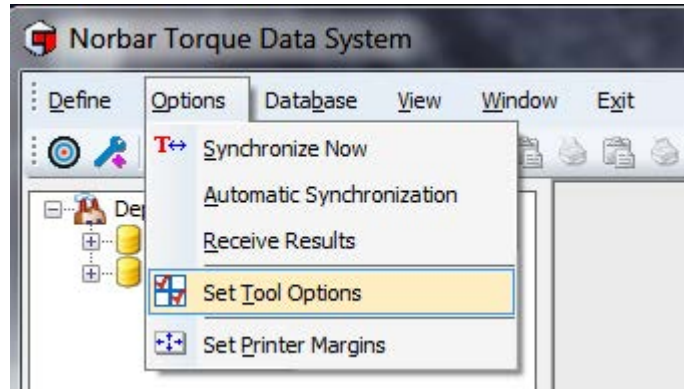 Norbar Torque Data System
Define Options Database View Window Exit
T Synchronize Now
Automatic Synchronization
Receive Results
Set Tool Options
Set Printer Margins